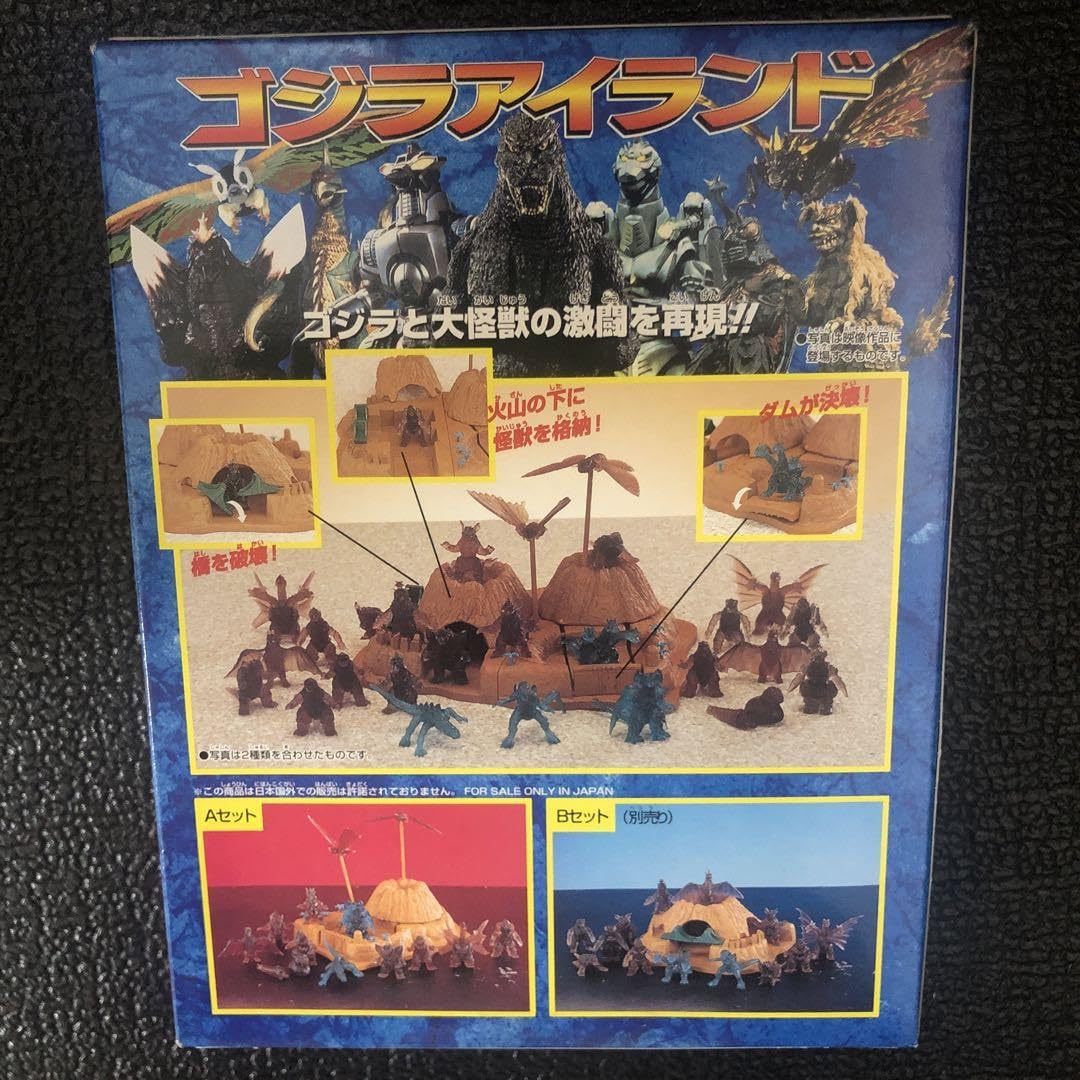 ゴジラアイランド
ゴジラと大怪獣の激闘を再現!!
●写真は映像作品に
登場するものです。
火山の下に
怪獣を格納!
ダムが決壊!
橋を破壊!
●写真は2種類を合わせたものです。
※この商品は日本国外での販売は許諾されておりません。 FOR SALE ONLY IN JAPAN
Aセット
Bセット (別売り)